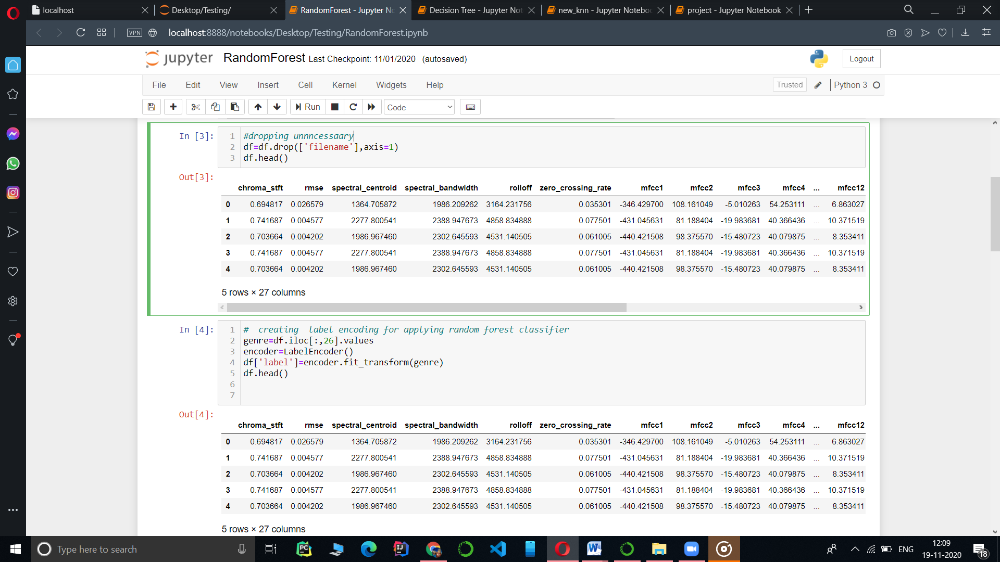 localhost
Desktop/Testing/
RandomForest - Jupyter No
Decision Tree - Jupyter Not
new_knn - Jupyter Noteboo
project - Jupyter Notebook
VPN
localhost:8888/notebooks/Desktop/Testing/RandomForest.ipynb
jupyter RandomForest Last Checkpoint: 11/01/2020 (autosaved)
Logout
File Edit View Insert Cell Kernel Widgets Help
Trusted
Python 3
Run
Code
In [3]:
1 #dropping unnncessaary
2 df=df.drop(['filename'],axis=1)
3 df.head()
Out[3]:
chroma_stft rmse spectral_centroid spectral_bandwidth rolloff zero_crossing_rate mfcc1 mfcc2 mfcc3 mfcc4 ... mfcc12
0 0.694817 0.026579 1364.705872 1986.209262 3164.231756 0.035301 -346.429700 108.161049 -5.010263 54.253111 ... 6.863027
1 0.741687 0.004577 2277.800541 2388.947673 4858.834888 0.077501 -431.045631 81.188404 -19.983681 40.366436 ... 10.371519
2 0.703664 0.004202 1986.967460 2302.645593 4531.140505 0.061005 -440.421508 98.375570 -15.480723 40.079875 ... 8.353411
3 0.741687 0.004577 2277.800541 2388.947673 4858.834888 0.077501 -431.045631 81.188404 -19.983681 40.366436 ... 10.371519
4 0.703664 0.004202 1986.967460 2302.645593 4531.140505 0.061005 -440.421508 98.375570 -15.480723 40.079875 ... 8.353411
5 rows × 27 columns
In [4]:
1 #  creating  label encoding for applying random forest classifier
2 genre=df.iloc[:,26].values
3 encoder=LabelEncoder()
4 df['label']=encoder.fit_transform(genre)
5 df.head()
6
7
Out[4]:
chroma_stft rmse spectral_centroid spectral_bandwidth rolloff zero_crossing_rate mfcc1 mfcc2 mfcc3 mfcc4 ... mfcc12
0 0.694817 0.026579 1364.705872 1986.209262 3164.231756 0.035301 -346.429700 108.161049 -5.010263 54.253111 ... 6.863027
1 0.741687 0.004577 2277.800541 2388.947673 4858.834888 0.077501 -431.045631 81.188404 -19.983681 40.366436 ... 10.371519
2 0.703664 0.004202 1986.967460 2302.645593 4531.140505 0.061005 -440.421508 98.375570 -15.480723 40.079875 ... 8.353411
3 0.741687 0.004577 2277.800541 2388.947673 4858.834888 0.077501 -431.045631 81.188404 -19.983681 40.366436 ... 10.371519
4 0.703664 0.004202 1986.967460 2302.645593 4531.140505 0.061005 -440.421508 98.375570 -15.480723 40.079875 ... 8.353411
5 rows × 27 columns
Type here to search
PC
IJ
W
ENG
12:09
19-11-2020
18